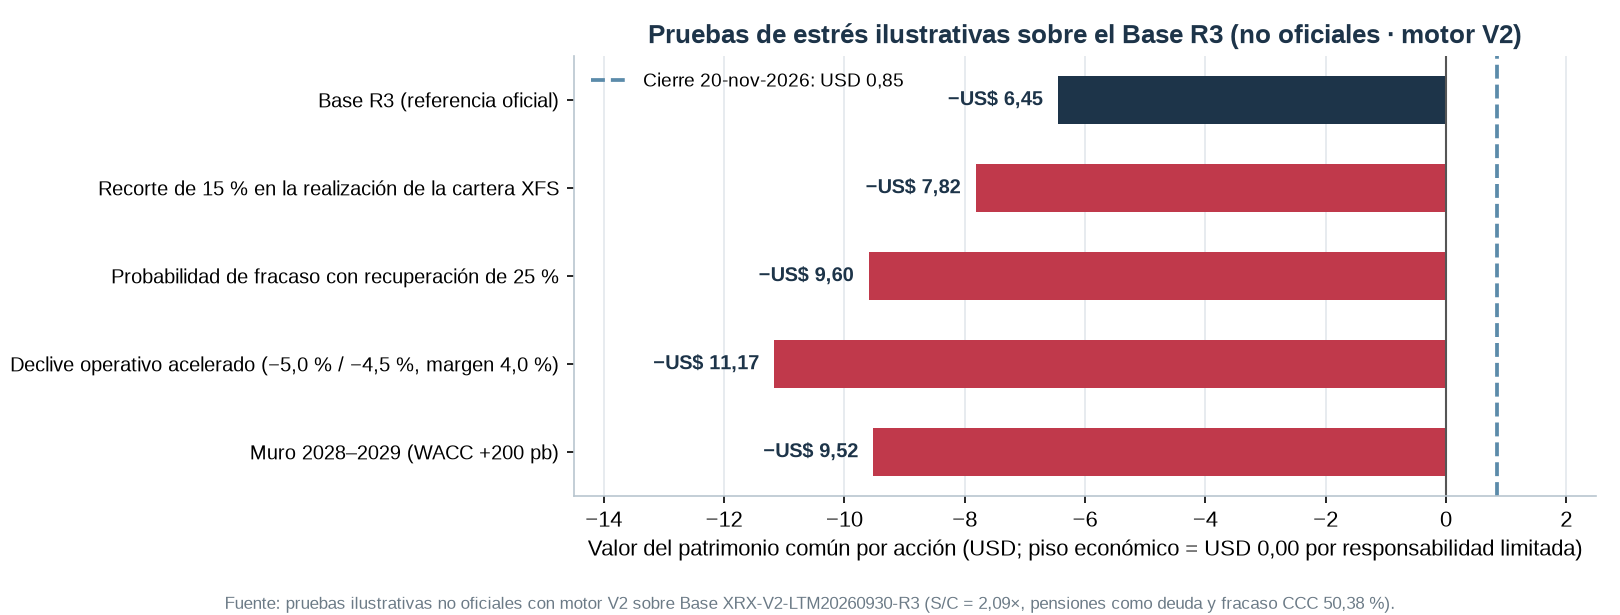 Pruebas de estrés ilustrativas sobre el Base R3 (no oficiales · motor V2)
Cierre 20-nov-2026: USD 0,85
Base R3 (referencia oficial)
−US$ 6,45
Recorte de 15 % en la realización de la cartera XFS
−US$ 7,82
Probabilidad de fracaso con recuperación de 25 %
−US$ 9,60
Declive operativo acelerado (−5,0 % / −4,5 %, margen 4,0 %)
−US$ 11,17
Muro 2028–2029 (WACC +200 pb)
−US$ 9,52
−14 −12 −10 −8 −6 −4 −2 0 2
Valor del patrimonio común por acción (USD; piso económico = USD 0,00 por responsabilidad limitada)
Fuente: pruebas ilustrativas no oficiales con motor V2 sobre Base XRX-V2-LTM20260930-R3 (S/C = 2,09×, pensiones como deuda y fracaso CCC 50,38 %).